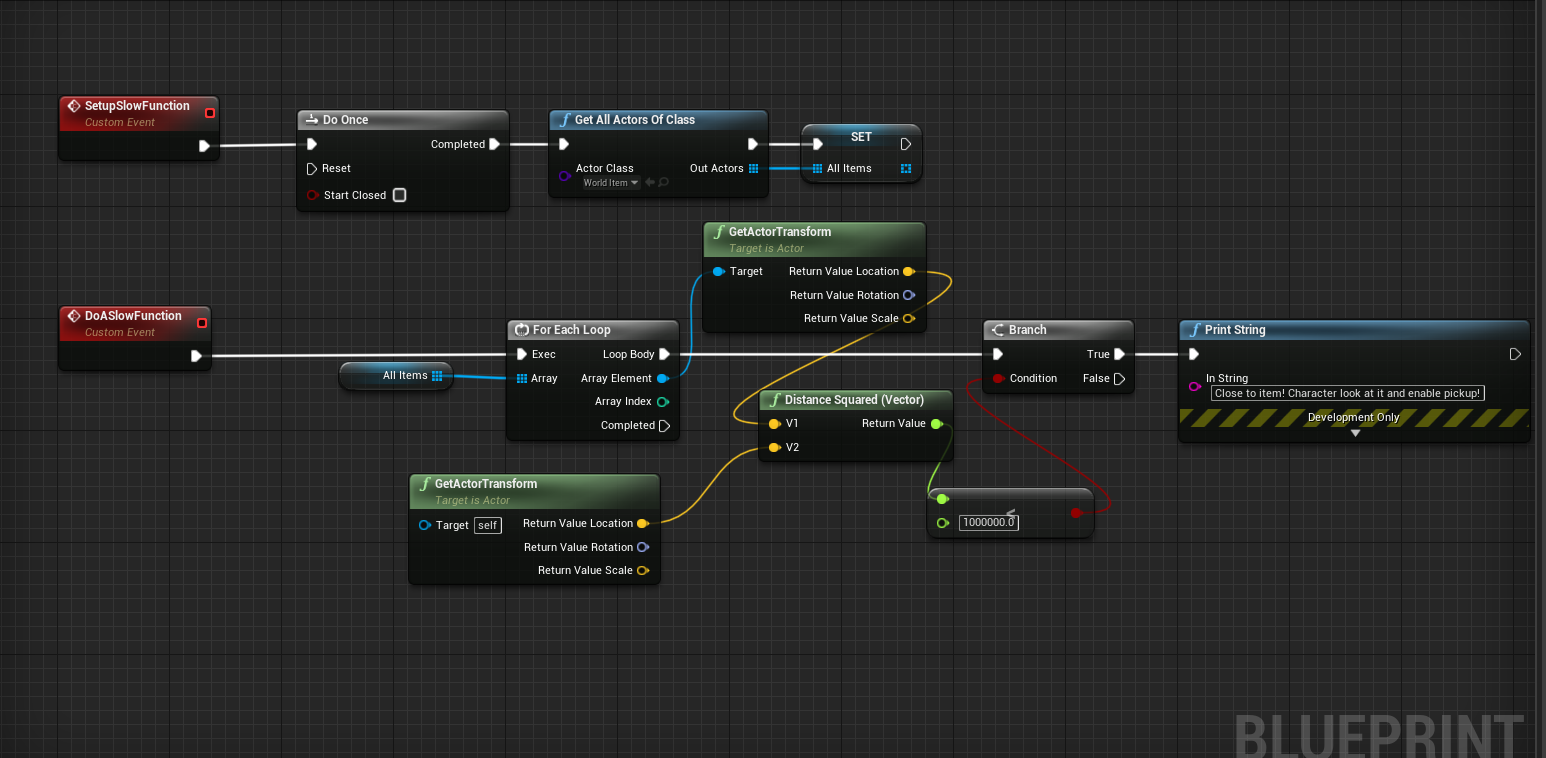 SetupSlowFunction
Custom Event
Do Once
Completed
Reset
Start Closed
Get All Actors Of Class
Actor Class
World Item
Out Actors
SET
All Items
GetActorTransform
Target is Actor
Target
Return Value Location
Return Value Rotation
Return Value Scale
DoASlowFunction
Custom Event
All Items
For Each Loop
Exec
Loop Body
Array
Array Element
Array Index
Completed
Branch
True
Condition
False
Print String
In String
Close to item! Character look at it and enable pickup!
Development Only
Distance Squared (Vector)
V1
Return Value
V2
GetActorTransform
Target is Actor
Target self
Return Value Location
Return Value Rotation
Return Value Scale
<
1000000.0
BLUEPRINT